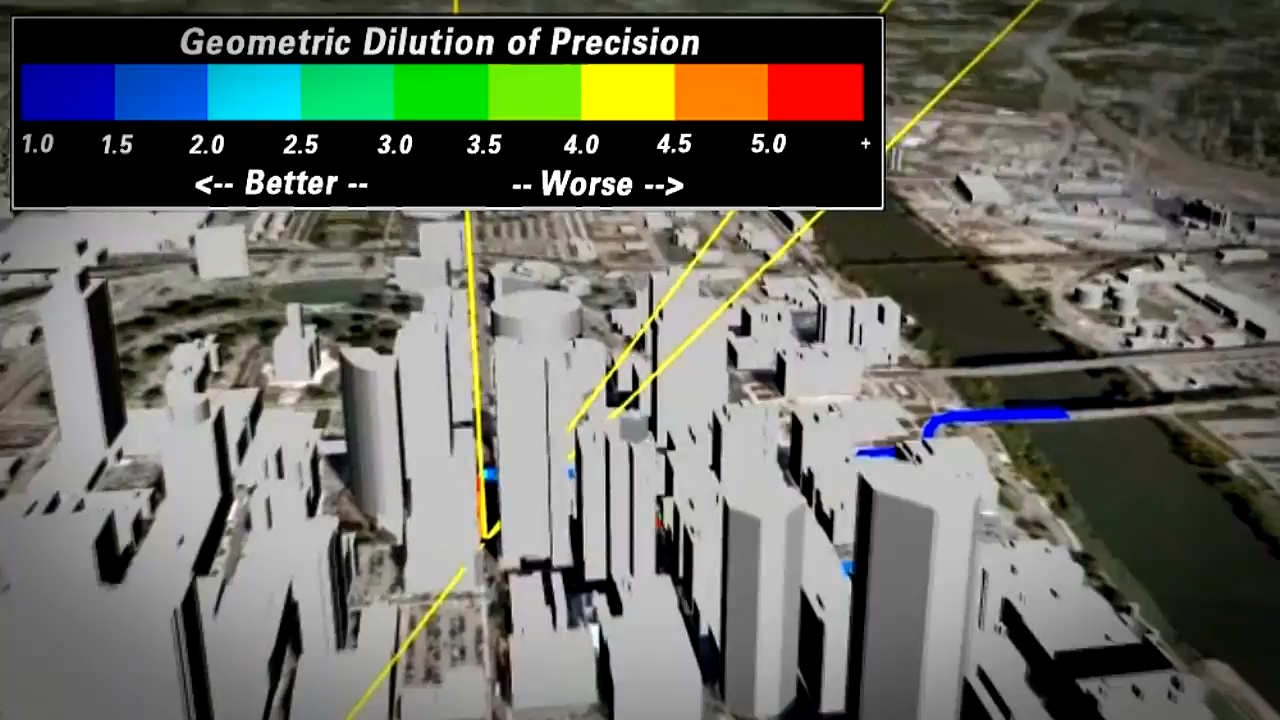 Geometric Dilution of Precision
1.0 1.5 2.0 2.5 3.0 3.5 4.0 4.5 5.0 +
<-- Better -- -- Worse -->